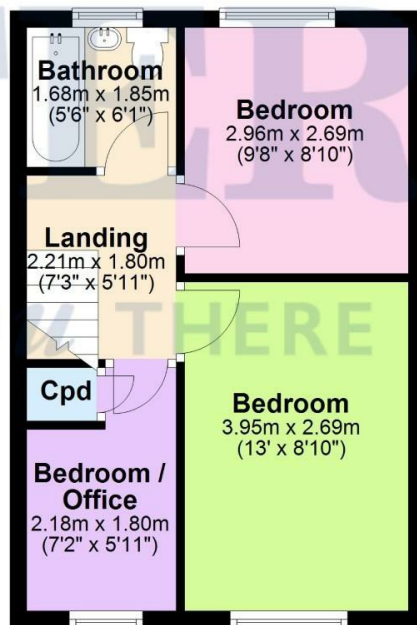 ER
Bathroom
1.68m x 1.85m
(5'6" x 6'1")
Bedroom
2.96m x 2.69m
(9'8" x 8'10")
Landing
2.21m x 1.80m
(7'3" x 5'11")
u THERE
Cpd
Bedroom
3.95m x 2.69m
(13' x 8'10")
Bedroom /
Office
2.18m x 1.80m
(7'2" x 5'11")